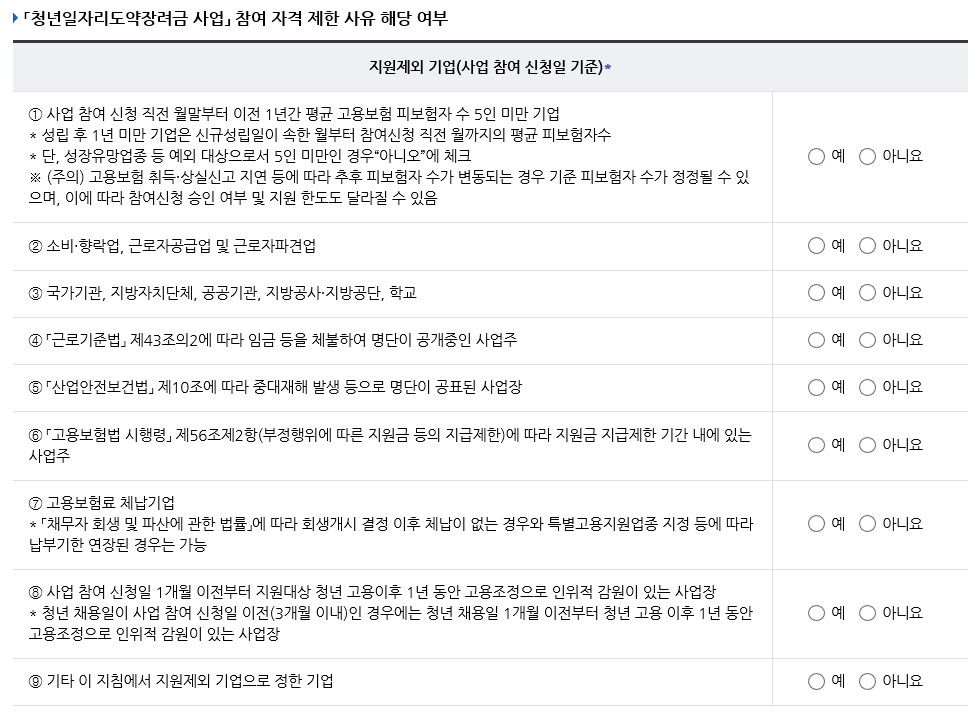 「청년일자리도약장려금 사업」 참여 자격 제한 사유 해당 여부
지원제외 기업(사업 참여 신청일 기준)*
① 사업 참여 신청 직전 월말부터 이전 1년간 평균 고용보험 피보험자 수 5인 미만 기업
* 성립 후 1년 미만 기업은 신규성립일이 속한 월부터 참여신청 직전 월까지의 평균 피보험자수
* 단, 성장유망업종 등 예외 대상으로서 5인 미만인 경우“아니오”에 체크
※ (주의) 고용보험 취득·상실신고 지연 등에 따라 추후 피보험자 수가 변동되는 경우 기준 피보험자 수가 정정될 수 있
으며, 이에 따라 참여신청 승인 여부 및 지원 한도도 달라질 수 있음
예 아니요
② 소비·향락업, 근로자공급업 및 근로자파견업
예 아니요
③ 국가기관, 지방자치단체, 공공기관, 지방공사·지방공단, 학교
예 아니요
④ 「근로기준법」 제43조의2에 따라 임금 등을 체불하여 명단이 공개중인 사업주
예 아니요
⑤ 「산업안전보건법」 제10조에 따라 중대재해 발생 등으로 명단이 공표된 사업장
예 아니요
⑥ 「고용보험법 시행령」 제56조제2항(부정행위에 따른 지원금 등의 지급제한)에 따라 지원금 지급제한 기간 내에 있는
사업주
예 아니요
⑦ 고용보험료 체납기업
* 「채무자 회생 및 파산에 관한 법률」에 따라 회생개시 결정 이후 체납이 없는 경우와 특별고용지원업종 지정 등에 따라
납부기한 연장된 경우는 가능
예 아니요
⑧ 사업 참여 신청일 1개월 이전부터 지원대상 청년 고용이후 1년 동안 고용조정으로 인위적 감원이 있는 사업장
* 청년 채용일이 사업 참여 신청일 이전(3개월 이내)인 경우에는 청년 채용일 1개월 이전부터 청년 고용 이후 1년 동안
고용조정으로 인위적 감원이 있는 사업장
예 아니요
⑨ 기타 이 지침에서 지원제외 기업으로 정한 기업
예 아니요